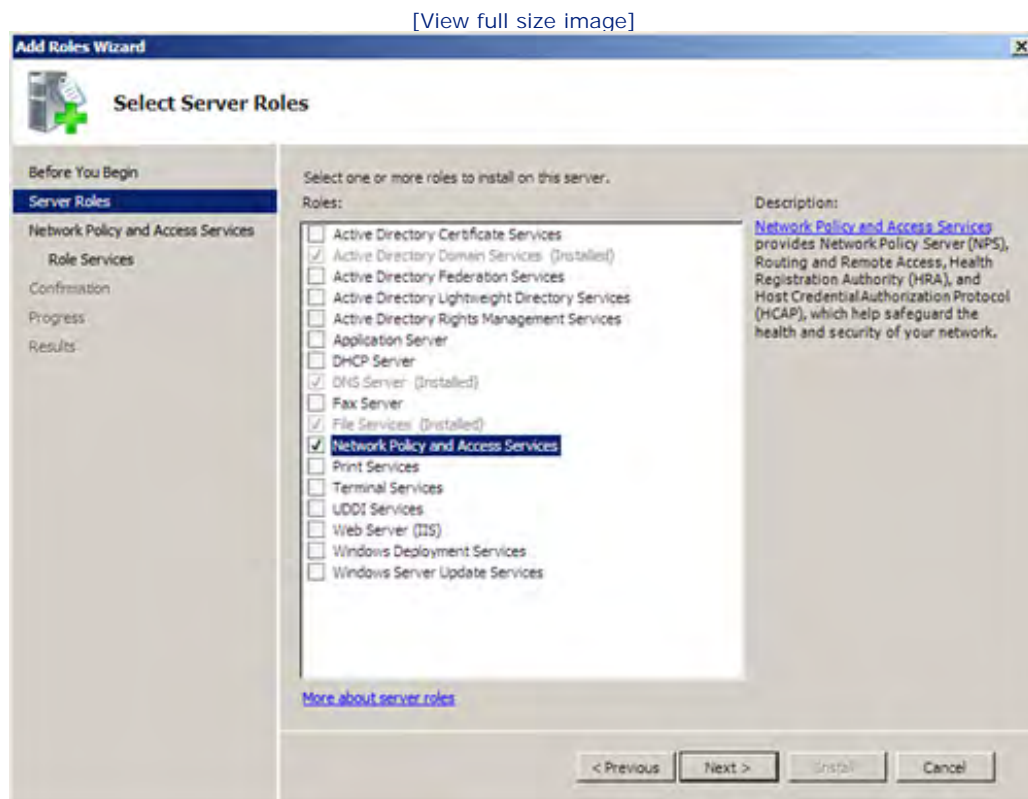 [View full size image]
Add Roles Wizard
Select Server Roles
Before You Begin
Server Roles
Network Policy and Access Services
Role Services
Confirmation
Progress
Results
Select one or more roles to install on this server.
Roles:
Active Directory Certificate Services
Active Directory Domain Services (Installed)
Active Directory Federation Services
Active Directory Lightweight Directory Services
Active Directory Rights Management Services
Application Server
DHCP Server
DNS Server (Installed)
Fax Server
File Services (Installed)
Network Policy and Access Services
Print Services
Terminal Services
UDDI Services
Web Server (IIS)
Windows Deployment Services
Windows Server Update Services
More about server roles
Description:
Network Policy and Access Services
provides Network Policy Server (NPS),
Routing and Remote Access, Health
Registration Authority (HRA), and
Host Credential Authorization Protocol
(HCAP), which help safeguard the
health and security of your network.
< Previous
Next >
Install
Cancel